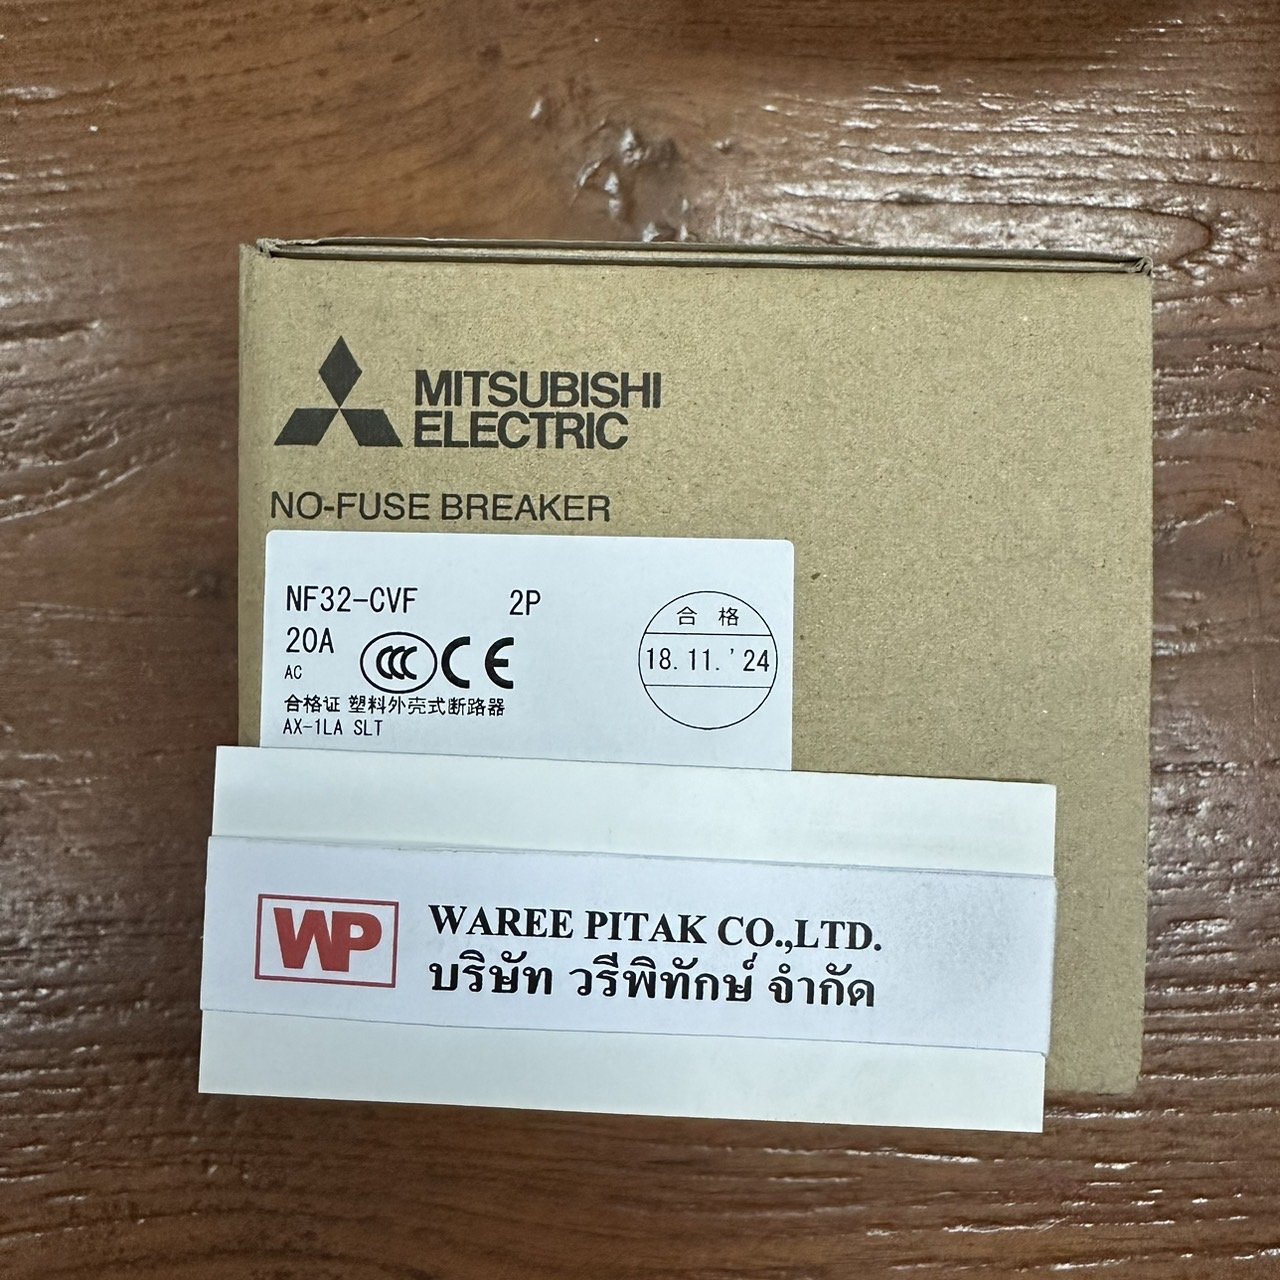 MITSUBISHI
ELECTRIC
NO-FUSE BREAKER
NF32-CVF 2P
20A
AC
CCC CE
合格
18.11.'24
合格证 塑料外壳式断路器
AX-1LA SLT
WP
WAREE PITAK CO.,LTD.
บริษัท วรีพิทักษ์ จำกัด